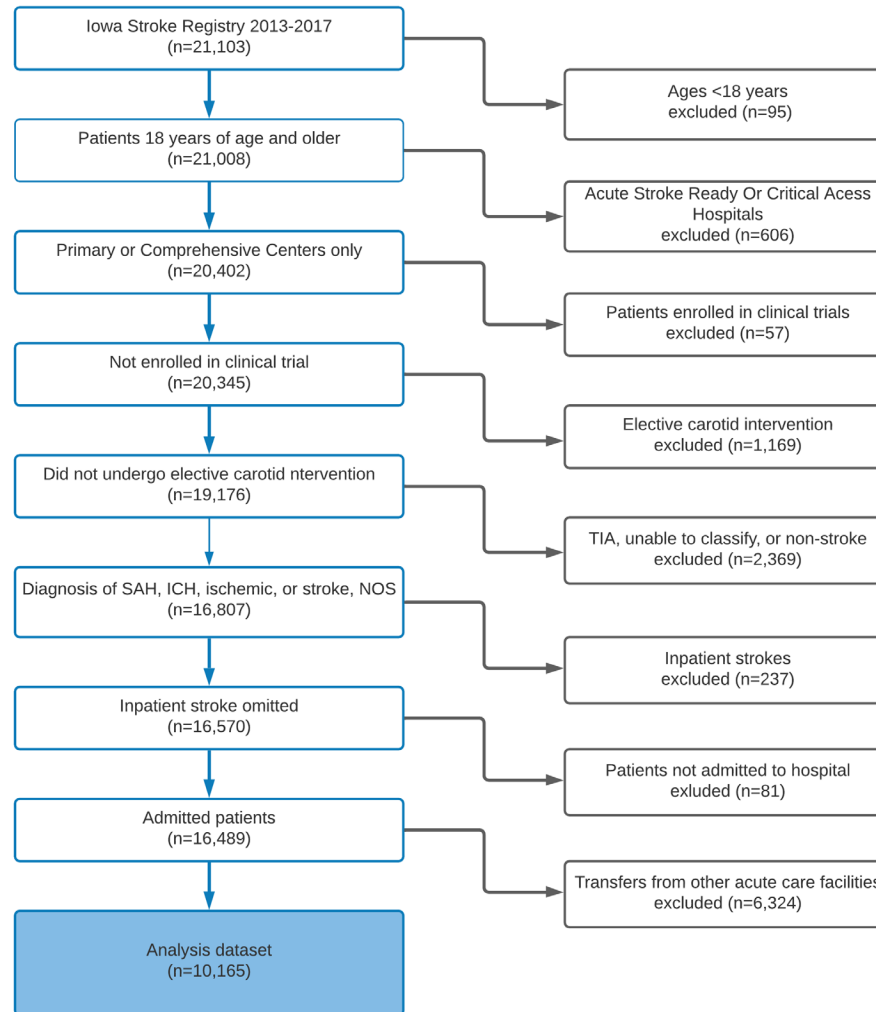 Iowa Stroke Registry 2013-2017
(n=21,103)
Ages <18 years
excluded (n=95)
Patients 18 years of age and older
(n=21,008)
Acute Stroke Ready Or Critical Acess
Hospitals
excluded (n=606)
Primary or Comprehensive Centers only
(n=20,402)
Patients enrolled in clinical trials
excluded (n=57)
Not enrolled in clinical trial
(n=20,345)
Elective carotid intervention
excluded (n=1,169)
Did not undergo elective carotid ntervention
(n=19,176)
TIA, unable to classify, or non-stroke
excluded (n=2,369)
Diagnosis of SAH, ICH, ischemic, or stroke, NOS
(n=16,807)
Inpatient strokes
excluded (n=237)
Inpatient stroke omitted
(n=16,570)
Patients not admitted to hospital
exluded (n=81)
Admitted patients
(n=16,489)
Transfers from other acute care facilities
excluded (n=6,324)
Analysis dataset
(n=10,165)